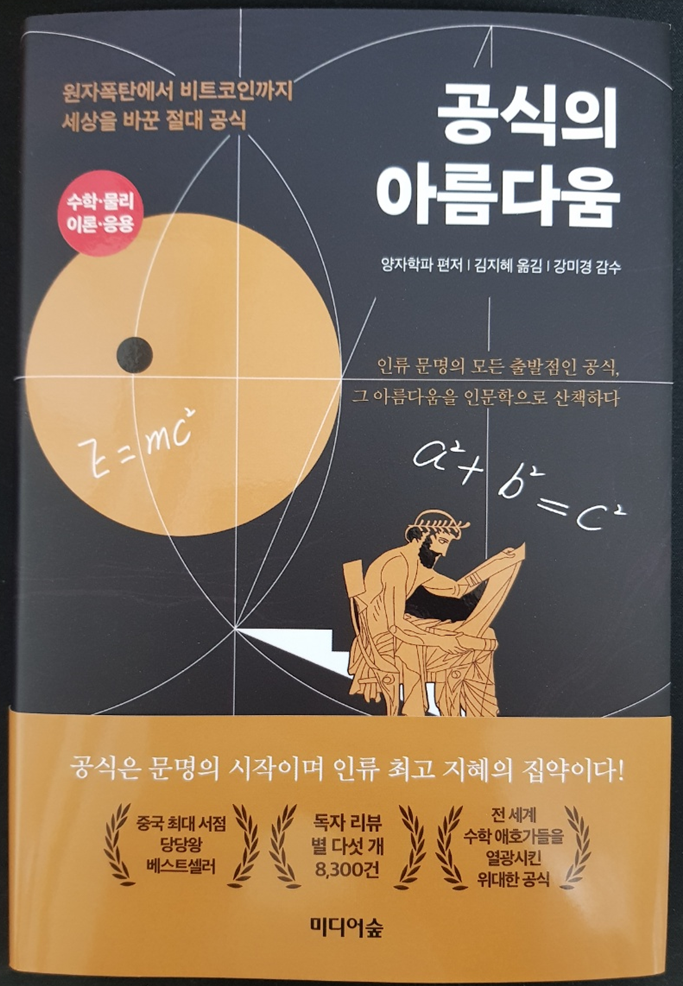 원자폭탄에서 비트코인까지
세상을 바꾼 절대 공식
공식의
아름다움
수학·물리
이론·응용
양자학파 편저 | 김지혜 옮김 | 강미경 감수
인류 문명의 모든 출발점인 공식,
그 아름다움을 인문학으로 산책하다
E = mc²
a² + b² = c²
공식은 문명의 시작이며 인류 최고 지혜의 집약이다!
중국 최대 서점
당당왕
베스트셀러
독자 리뷰
별 다섯 개
8,300건
전 세계
수학 애호가들을
열광시킨
위대한 공식
미디어숲